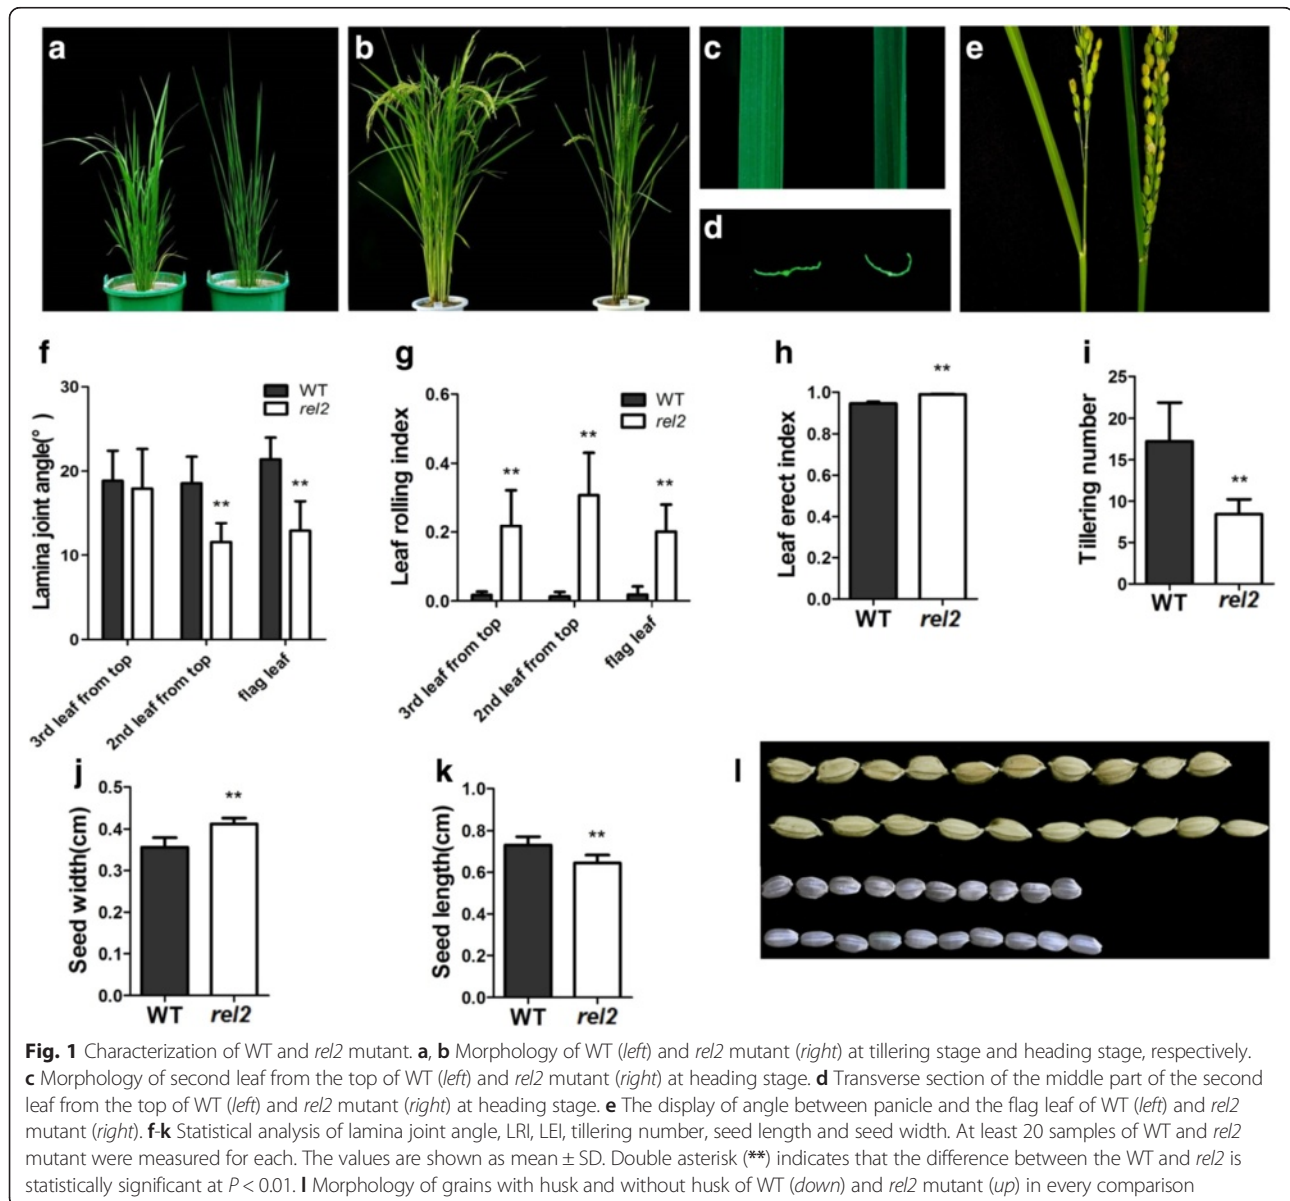 a
b
c
d
e
f
Lamina joint angle(° )
30
20
10
0
WT
rel2
**
**
3rd leaf from top
2nd leaf from top
flag leaf
g
Leaf rolling index
0.6
0.4
0.2
0.0
WT
rel2
**
**
**
3rd leaf from top
2nd leaf from top
flag leaf
h
Leaf erect index
1.0
0.8
0.6
0.4
0.2
0.0
**
WT
rel2
i
Tillering number
25
20
15
10
5
0
**
WT
rel2
j
Seed width(cm)
0.5
0.4
0.3
0.2
0.1
0.0
**
WT
rel2
k
Seed length(cm)
1.0
0.8
0.6
0.4
0.2
0.0
**
WT
rel2
l
Fig. 1 Characterization of WT and rel2 mutant. a, b Morphology of WT (left) and rel2 mutant (right) at tillering stage and heading stage, respectively.
c Morphology of second leaf from the top of WT (left) and rel2 mutant (right) at heading stage. d Transverse section of the middle part of the second
leaf from the top of WT (left) and rel2 mutant (right) at heading stage. e The display of angle between panicle and the flag leaf of WT (left) and rel2
mutant (right). f-k Statistical analysis of lamina joint angle, LRI, LEI, tillering number, seed length and seed width. At least 20 samples of WT and rel2
mutant were measured for each. The values are shown as mean ± SD. Double asterisk (**) indicates that the difference between the WT and rel2 is
statistically significant at P < 0.01. l Morphology of grains with husk and without husk of WT (down) and rel2 mutant (up) in every comparison